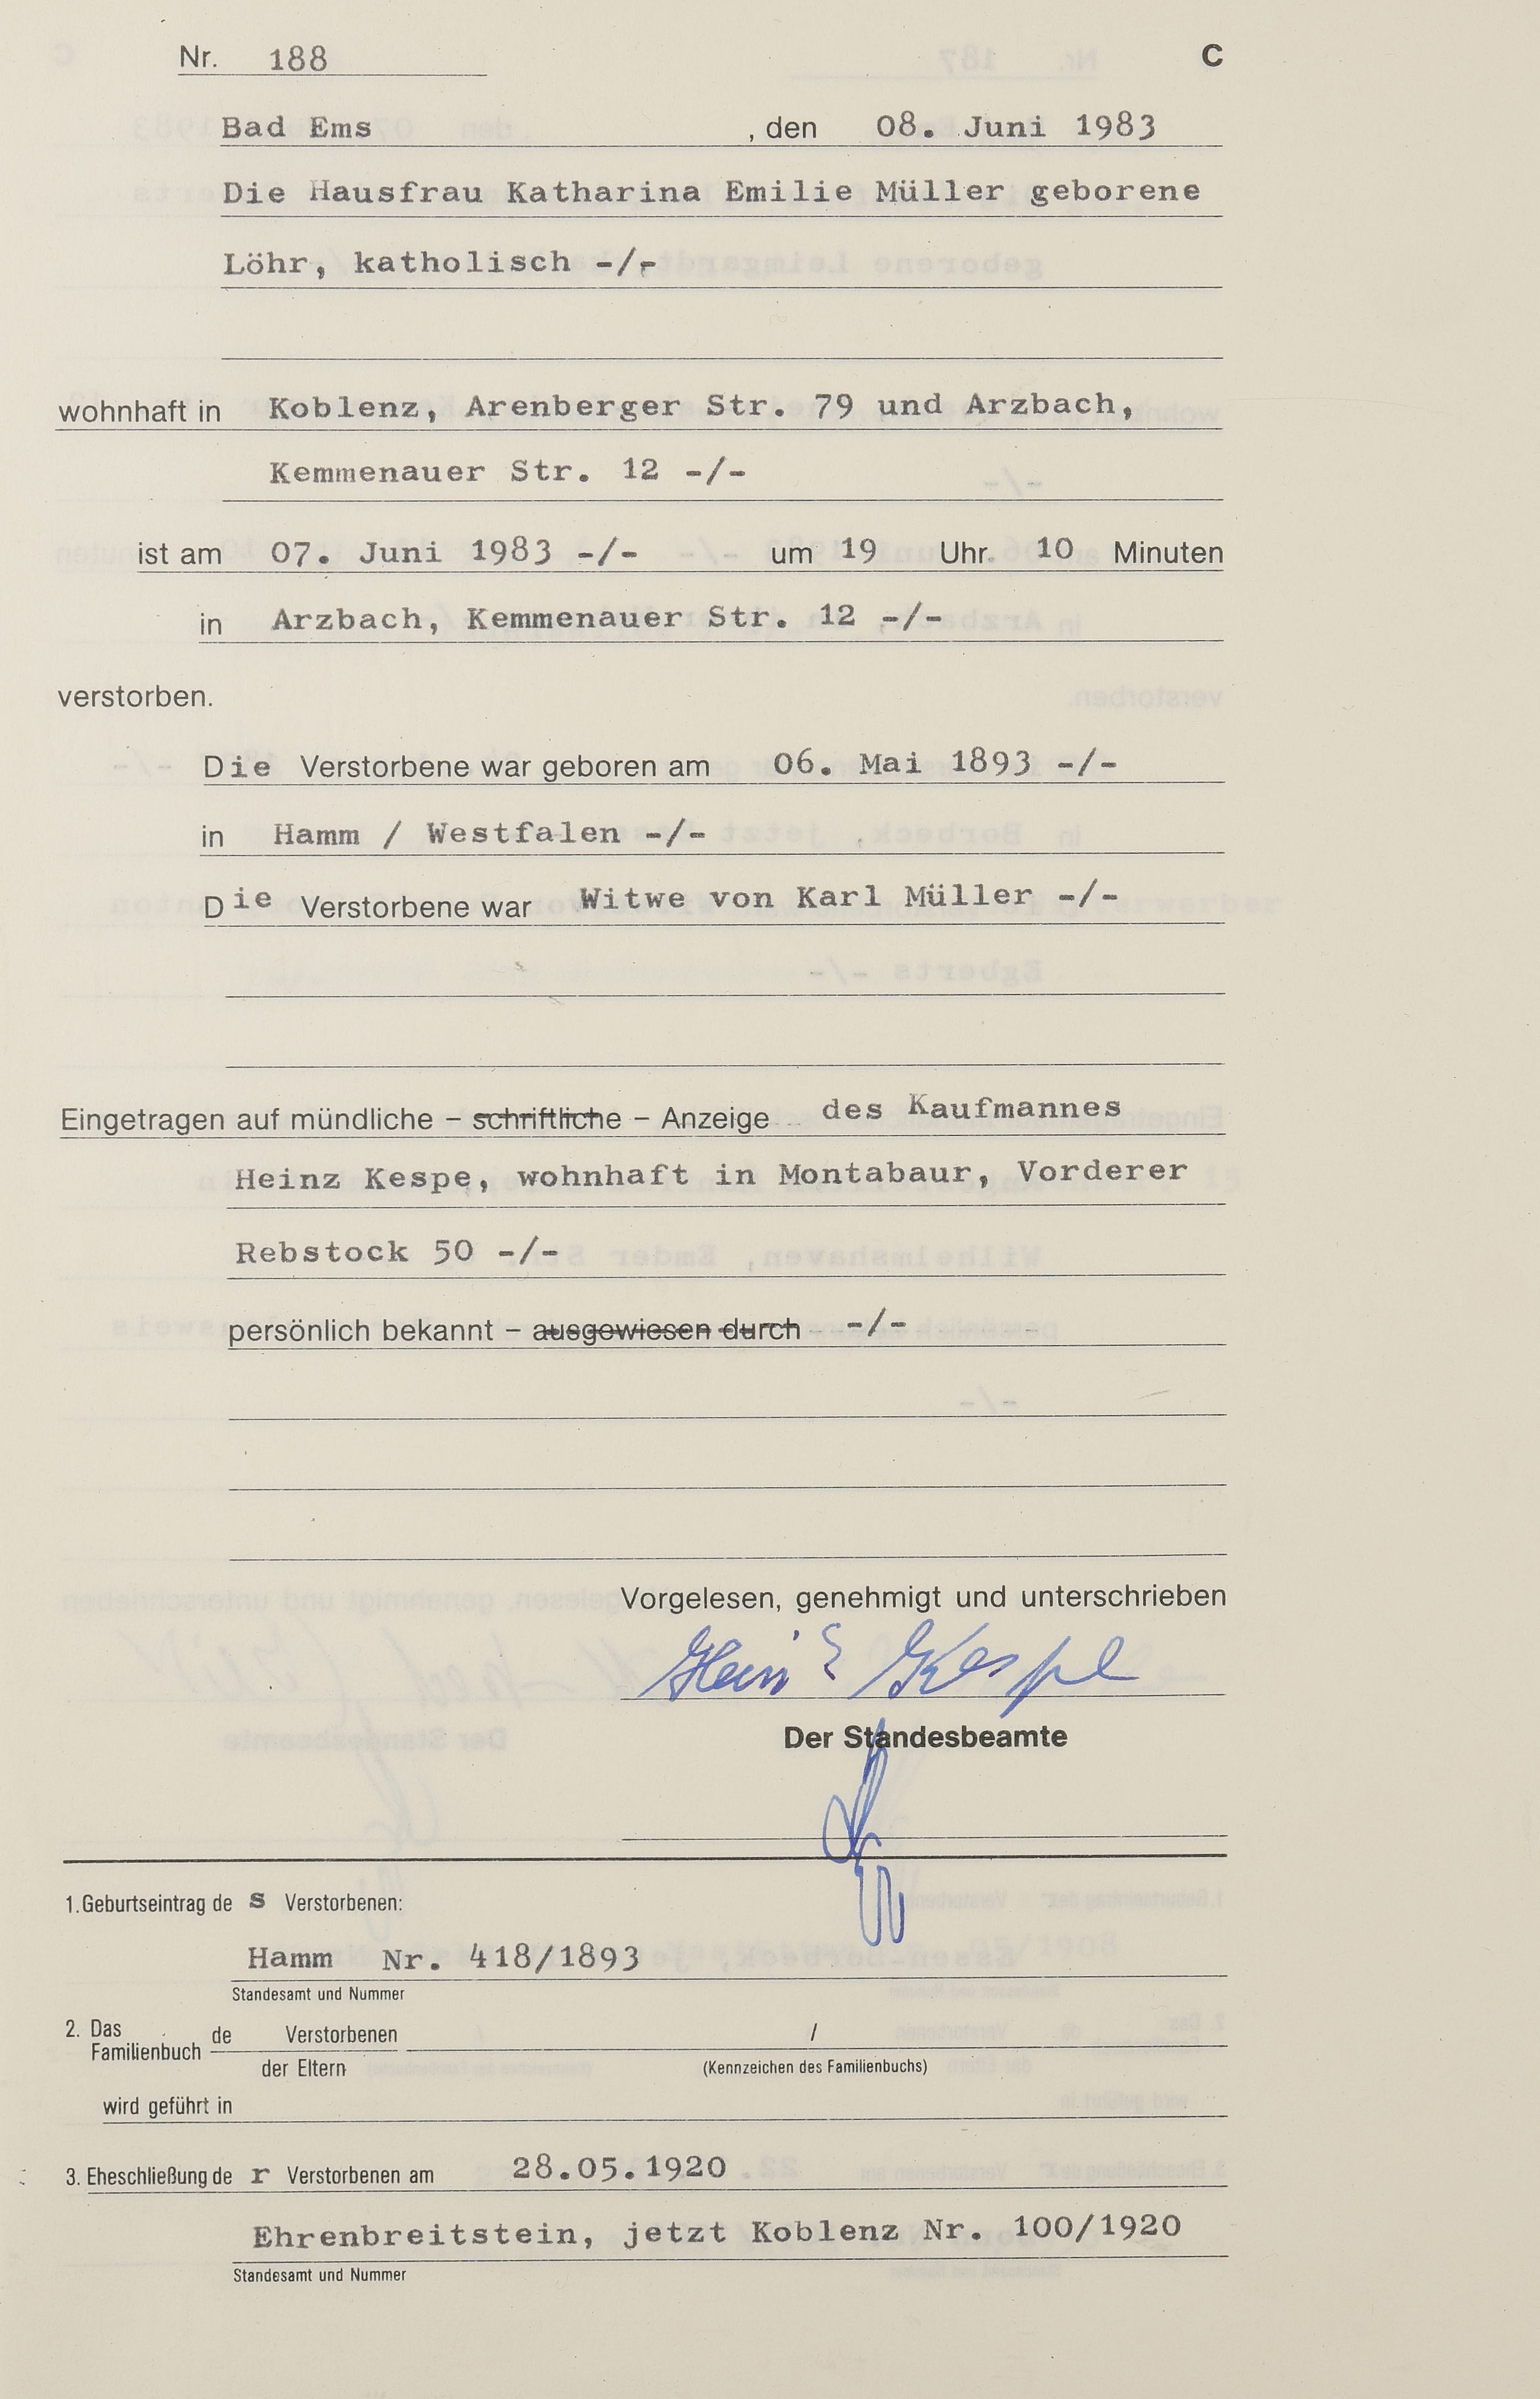 Nr. 188 C
Bad Ems , den 08. Juni 1983
Die Hausfrau Katharina Emilie Müller geborene
Löhr, katholisch -/-
wohnhaft in Koblenz, Arenberger Str. 79 und Arzbach,
Kemmenauer Str. 12 -/-
ist am 07. Juni 1983 -/- um 19 Uhr 10 Minuten
in Arzbach, Kemmenauer Str. 12 -/-
verstorben.
Die Verstorbene war geboren am 06. Mai 1893 -/-
in Hamm / Westfalen -/-
Die Verstorbene war Witwe von Karl Müller -/-
Eingetragen auf mündliche – schriftliche – Anzeige des Kaufmannes
Heinz Kespe, wohnhaft in Montabaur, Vorderer
Rebstock 50 -/-
persönlich bekannt – ausgewiesen durch -/-
Vorgelesen, genehmigt und unterschrieben
Heinz Kespe
Der Standesbeamte
1. Geburtseintrag de s Verstorbenen:
Hamm Nr. 418/1893
Standesamt und Nummer
2. Das Familienbuch de Verstorbenen /
der Eltern (Kennzeichen des Familienbuchs)
wird geführt in
3. Eheschließung de r Verstorbenen am 28.05.1920
Ehrenbreitstein, jetzt Koblenz Nr. 100/1920
Standesamt und Nummer